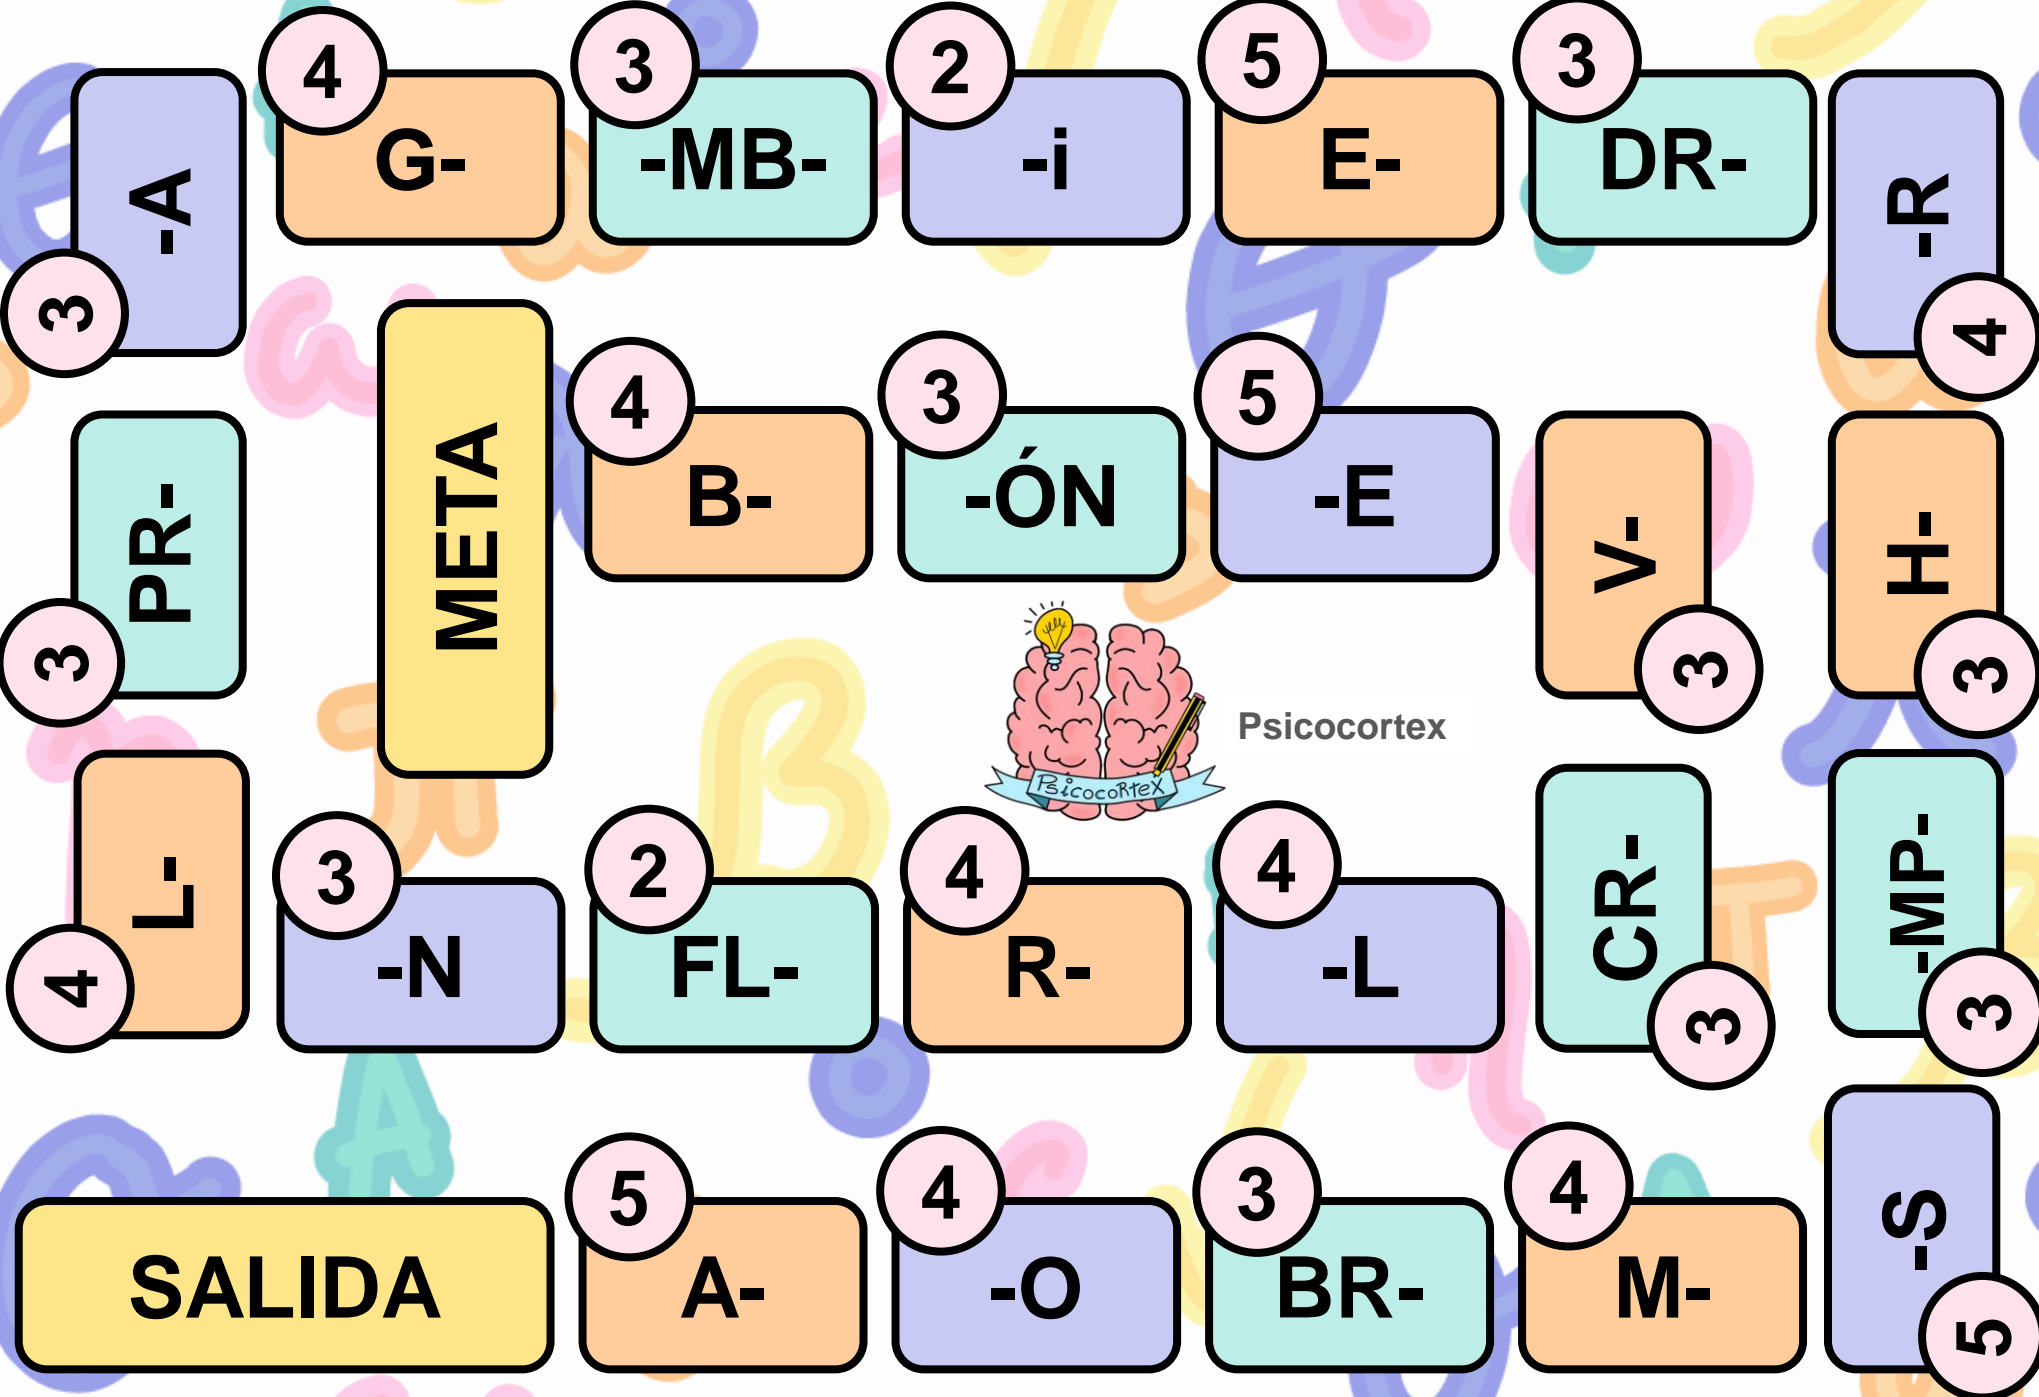 -A
3
4
G-
3
-MB-
2
-i
5
E-
3
DR-
-R
4
META
4
B-
3
-ÓN
5
-E
V-
3
H-
3
PR-
3
Psicocortex
PsicocoRteX
L-
4
3
-N
2
FL-
4
R-
4
-L
CR-
3
-MP-
3
SALIDA
5
A-
4
-O
3
BR-
4
M-
-S
5